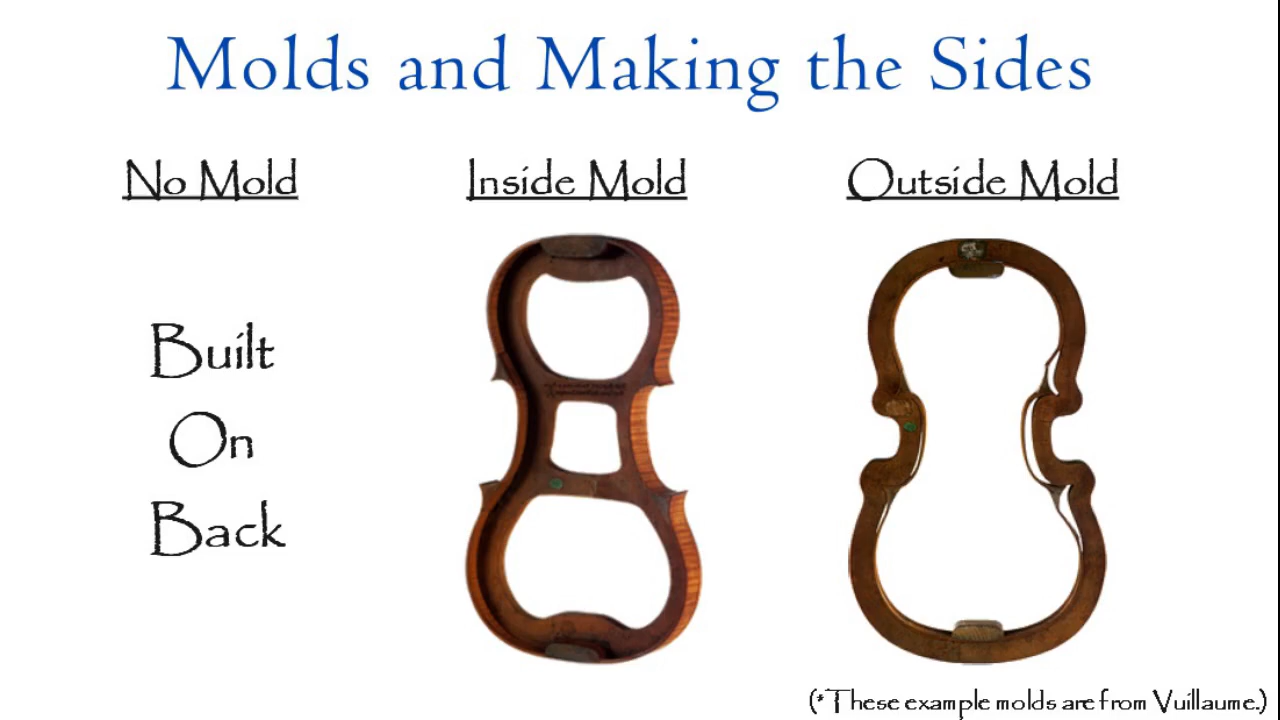 Molds and Making the Sides
No Mold
Inside Mold
Outside Mold
Built
On
Back
(*These example molds are from Vuillaume.)